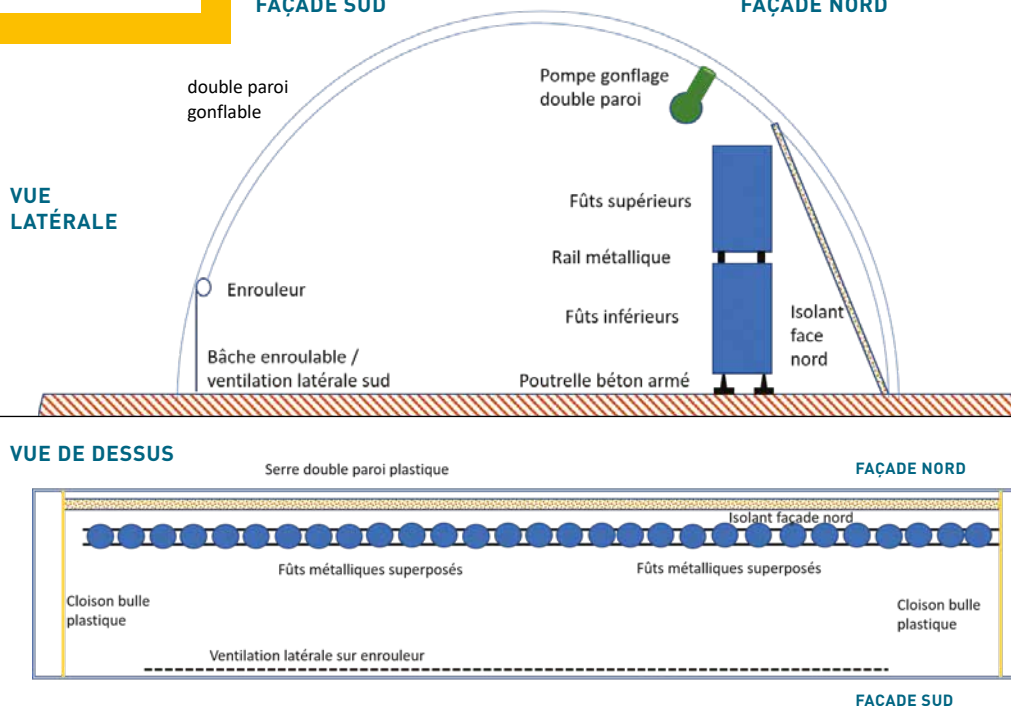 FAÇADE SUD
FAÇADE NORD
double paroi
gonflable
Pompe gonflage
double paroi
VUE
LATÉRALE
Fûts supérieurs
Rail métallique
Enrouleur
Fûts inférieurs
Isolant
face
nord
Bâche enroulable /
ventilation latérale sud
Poutrelle béton armé
VUE DE DESSUS
Serre double paroi plastique
FAÇADE NORD
Isolant façade nord
Fûts métalliques superposés
Fûts métalliques superposés
Cloison bulle
plastique
Cloison bulle
plastique
Ventilation latérale sur enrouleur
FACADE SUD